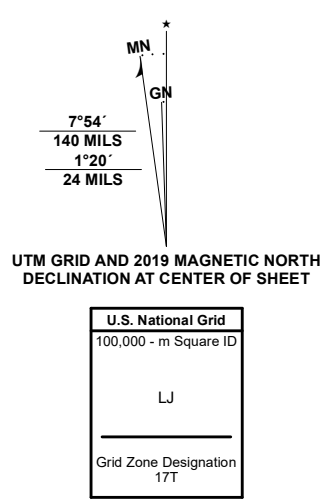 MN
GN
7°54´
140 MILS
1°20´
24 MILS
UTM GRID AND 2019 MAGNETIC NORTH
DECLINATION AT CENTER OF SHEET
U.S. National Grid
100,000 - m Square ID
LJ
Grid Zone Designation
17T